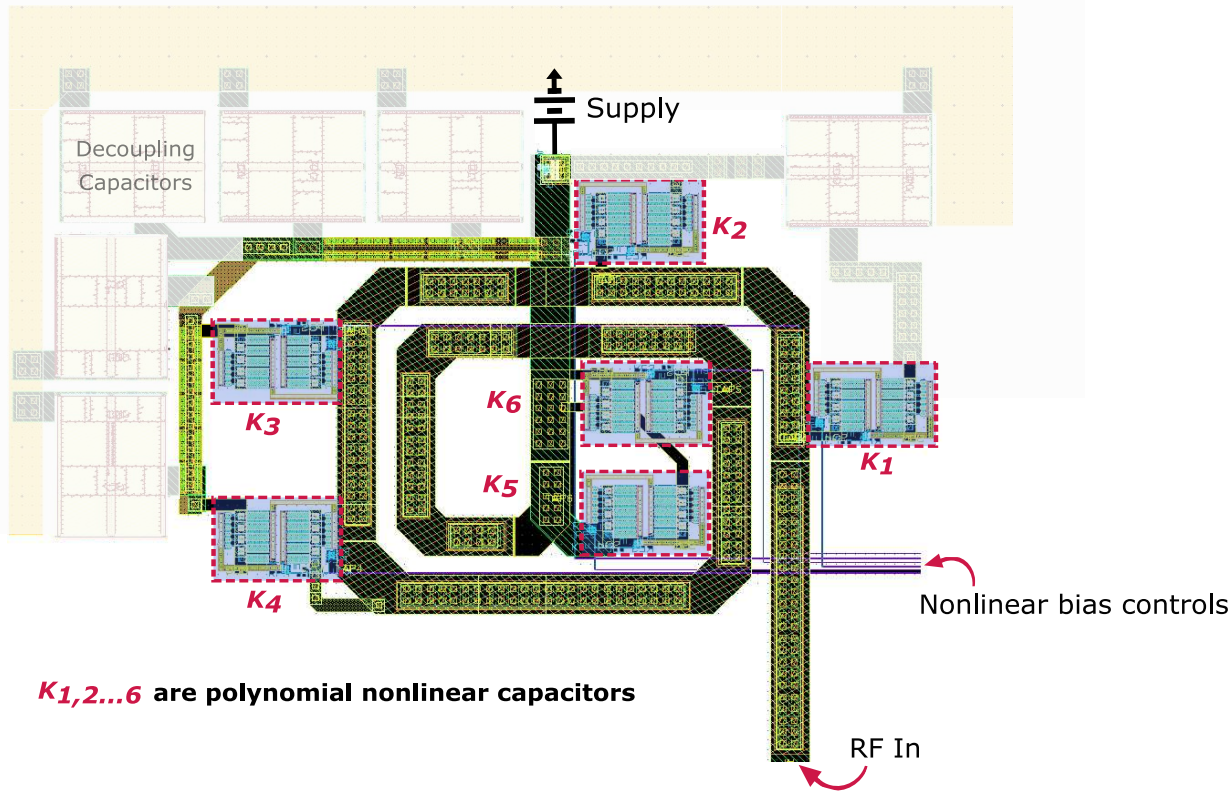 Supply
Decoupling
Capacitors
K2
K6
K3
K1
K5
K4
Nonlinear bias controls
K1,2...6 are polynomial nonlinear capacitors
RF In